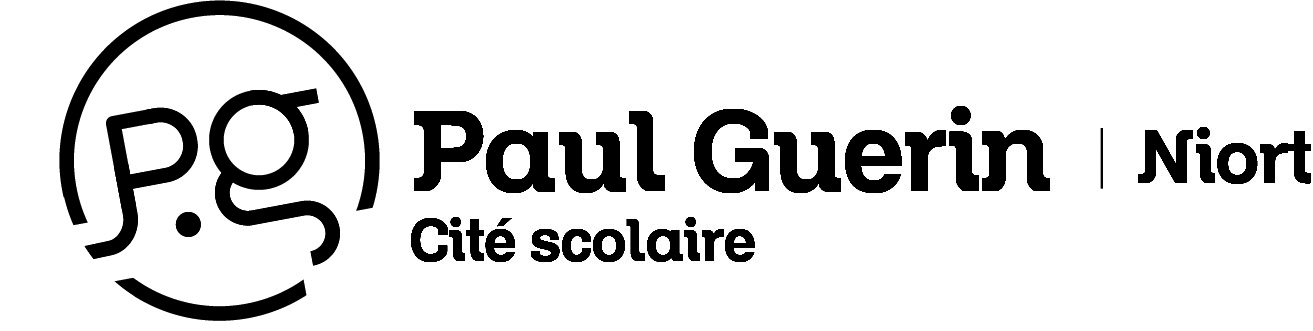 P.g
Paul Guerin | Niort
Cité scolaire